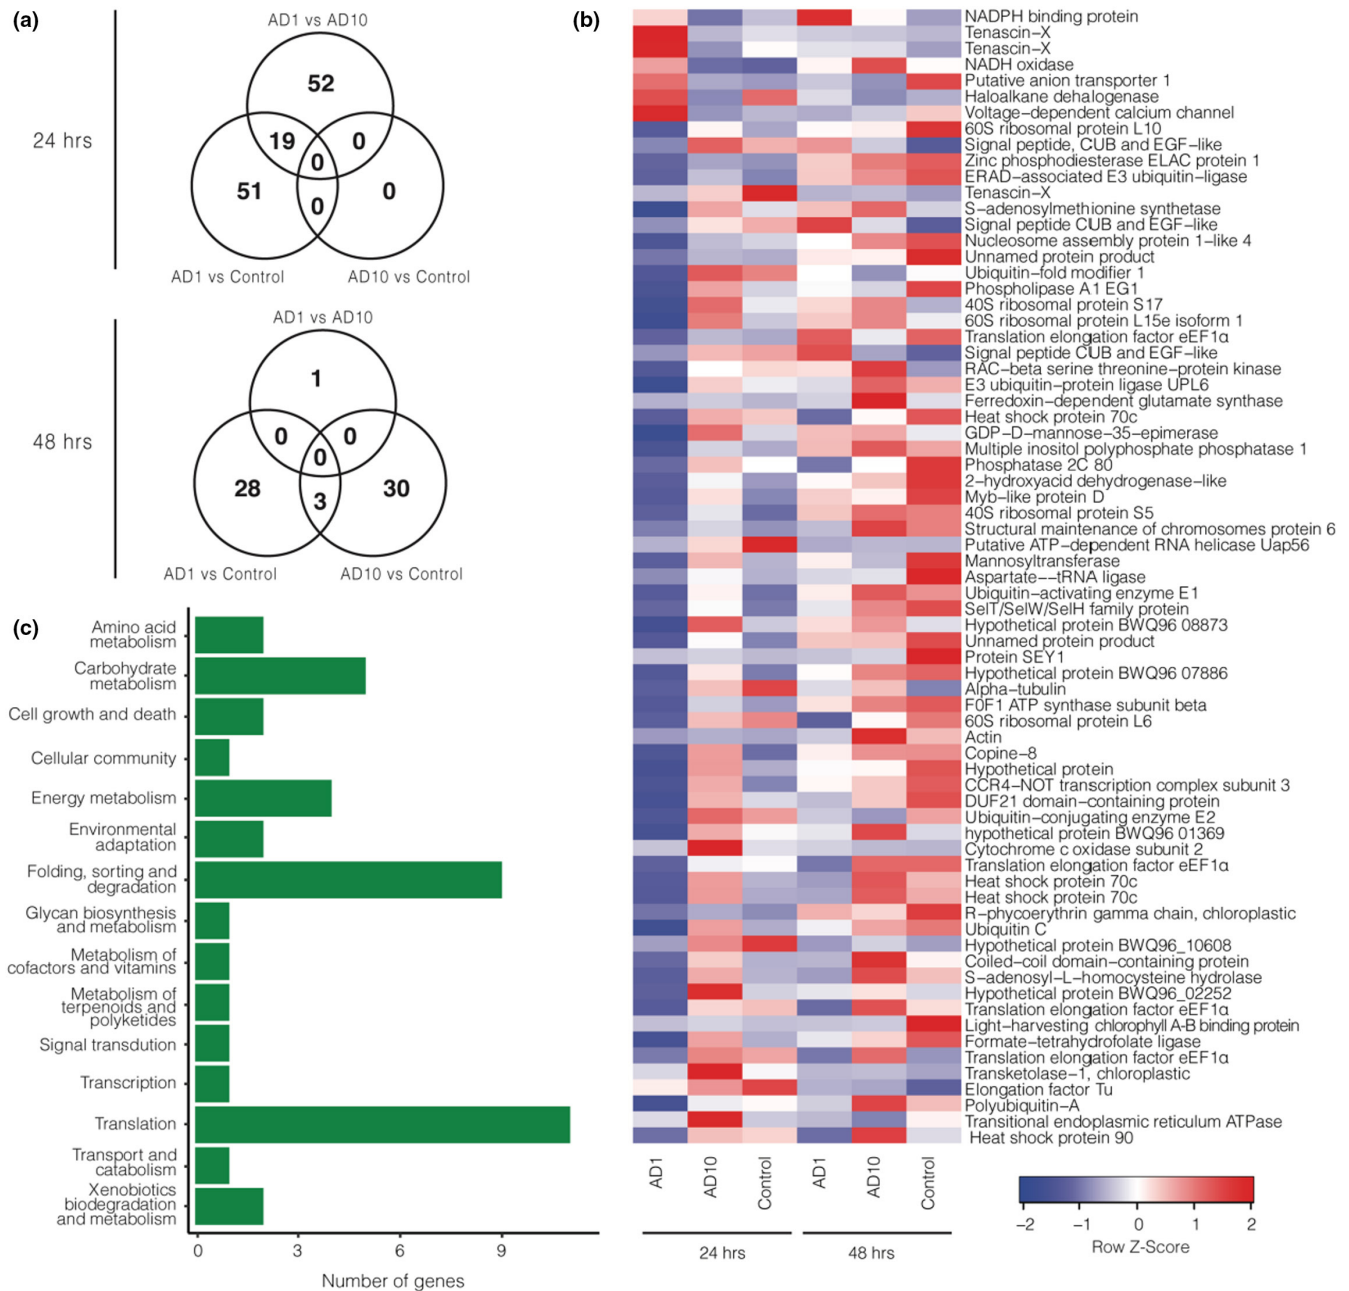 (a)
AD1 vs AD10
24 hrs
52
19
0
0
51
0
0
AD1 vs Control
AD10 vs Control
AD1 vs AD10
48 hrs
1
0
0
0
28
3
30
AD1 vs Control
AD10 vs Control
(b)
NADPH binding protein
Tenascin-X
Tenascin-X
NADH oxidase
Putative anion transporter 1
Haloalkane dehalogenase
Voltage-dependent calcium channel
60S ribosomal protein L10
Signal peptide, CUB and EGF-like
Zinc phosphodiesterase ELAC protein 1
ERAD-associated E3 ubiquitin-ligase
Tenascin-X
S-adenosylmethionine synthetase
Signal peptide CUB and EGF-like
Nucleosome assembly protein 1-like 4
Unnamed protein product
Ubiquitin-fold modifier 1
Phospholipase A1 EG1
40S ribosomal protein S17
60S ribosomal protein L15e isoform 1
Translation elongation factor eEF1α
Signal peptide CUB and EGF-like
RAC-beta serine threonine-protein kinase
E3 ubiquitin-protein ligase UPL6
Ferredoxin-dependent glutamate synthase
Heat shock protein 70c
GDP-D-mannose-35-epimerase
Multiple inositol polyphosphate phosphatase 1
Phosphatase 2C 80
2-hydroxyacid dehydrogenase-like
Myb-like protein D
40S ribosomal protein S5
Structural maintenance of chromosomes protein 6
Putative ATP-dependent RNA helicase Uap56
Mannosyltransferase
Aspartate--tRNA ligase
Ubiquitin-activating enzyme E1
SelT/SelW/SelH family protein
Hypothetical protein BWQ96 08873
Unnamed protein product
Protein SEY1
Hypothetical protein BWQ96 07886
Alpha-tubulin
F0F1 ATP synthase subunit beta
60S ribosomal protein L6
Actin
Copine-8
Hypothetical protein
CCR4-NOT transcription complex subunit 3
DUF21 domain-containing protein
Ubiquitin-conjugating enzyme E2
hypothetical protein BWQ96 01369
Cytochrome c oxidase subunit 2
Translation elongation factor eEF1α
Heat shock protein 70c
Heat shock protein 70c
R-phycoerythrin gamma chain, chloroplastic
Ubiquitin C
Hypothetical protein BWQ96_10608
Coiled-coil domain-containing protein
S-adenosyl-L-homocysteine hydrolase
Hypothetical protein BWQ96_02252
Translation elongation factor eEF1α
Light-harvesting chlorophyll A-B binding protein
Formate-tetrahydrofolate ligase
Translation elongation factor eEF1α
Transketolase-1, chloroplastic
Elongation factor Tu
Polyubiquitin-A
Transitional endoplasmic reticulum ATPase
Heat shock protein 90
AD1
AD10
Control
AD1
AD10
Control
24 hrs
48 hrs
-2 -1 0 1 2
Row Z-Score
(c)
Amino acid
metabolism
Carbohydrate
metabolism
Cell growth and death
Cellular community
Energy metabolism
Environmental
adaptation
Folding, sorting and
degradation
Glycan biosynthesis
and metabolism
Metabolism of
cofactors and vitamins
Metabolism of
terpenoids and
polyketides
Signal transdution
Transcription
Translation
Transport and
catabolism
Xenobiotics
biodegradation
and metabolism
0 3 6 9
Number of genes